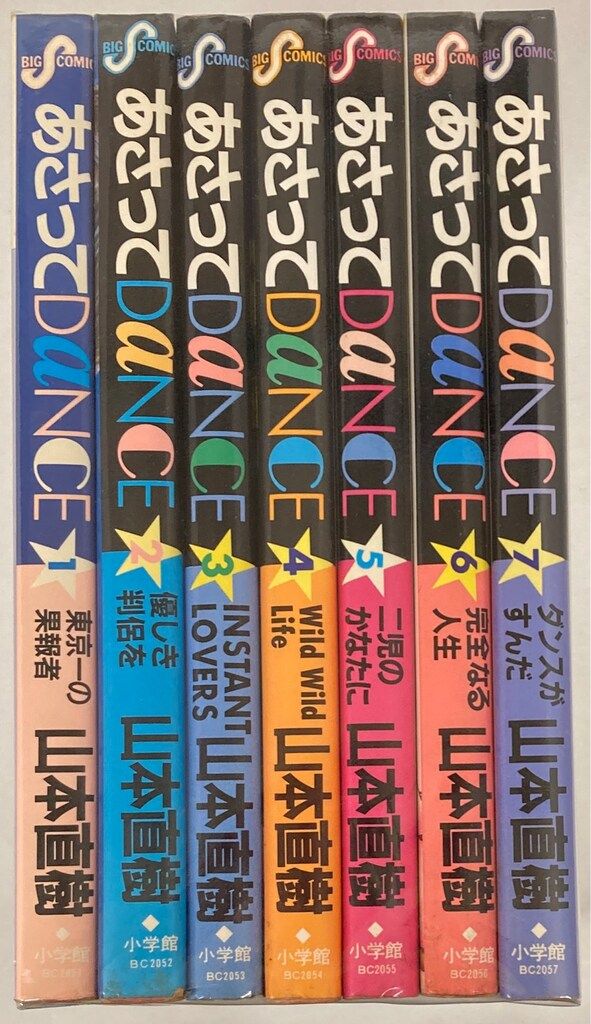 BIG S COMICS
あさってDaNCE
1
東京一の
果報者
山本直樹
小学館
BIG S COMICS
あさってDaNCE
2
優しき
判侶を
山本直樹
小学館
BC2052
BIG S COMICS
あさってDaNCE
3
INSTANT
LOVERS
山本直樹
小学館
BC2053
BIG S COMICS
あさってDaNCE
4
Wild Wild
Life
山本直樹
小学館
BC2054
BIG S COMICS
あさってDaNCE
5
二児の
かなたに
山本直樹
小学館
BC2055
BIG S COMI
あさってDaNCE
6
完全なる
人生
山本直樹
小学館
BC2056
BIG S COMICS
あさってDaNCE
7
ダンスが
すんだ
山本直樹
小学館
BC2057